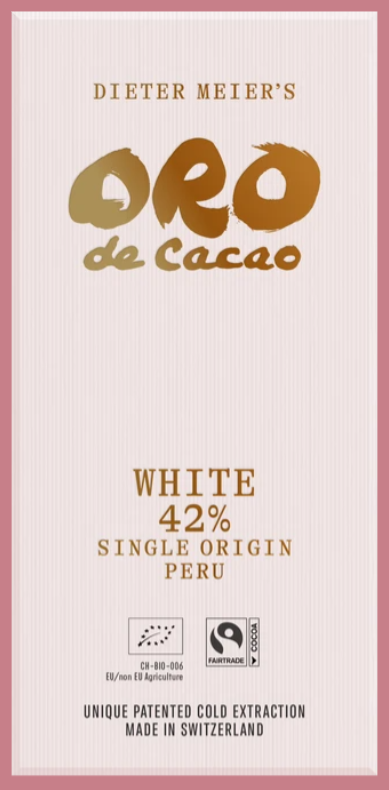 DIETER MEIER'S
ORO
de Cacao
WHITE
42%
SINGLE ORIGIN
PERU
CH-BIO-006
EU/non EU Agriculture
FAIRTRADE
COCOA
UNIQUE PATENTED COLD EXTRACTION
MADE IN SWITZERLAND